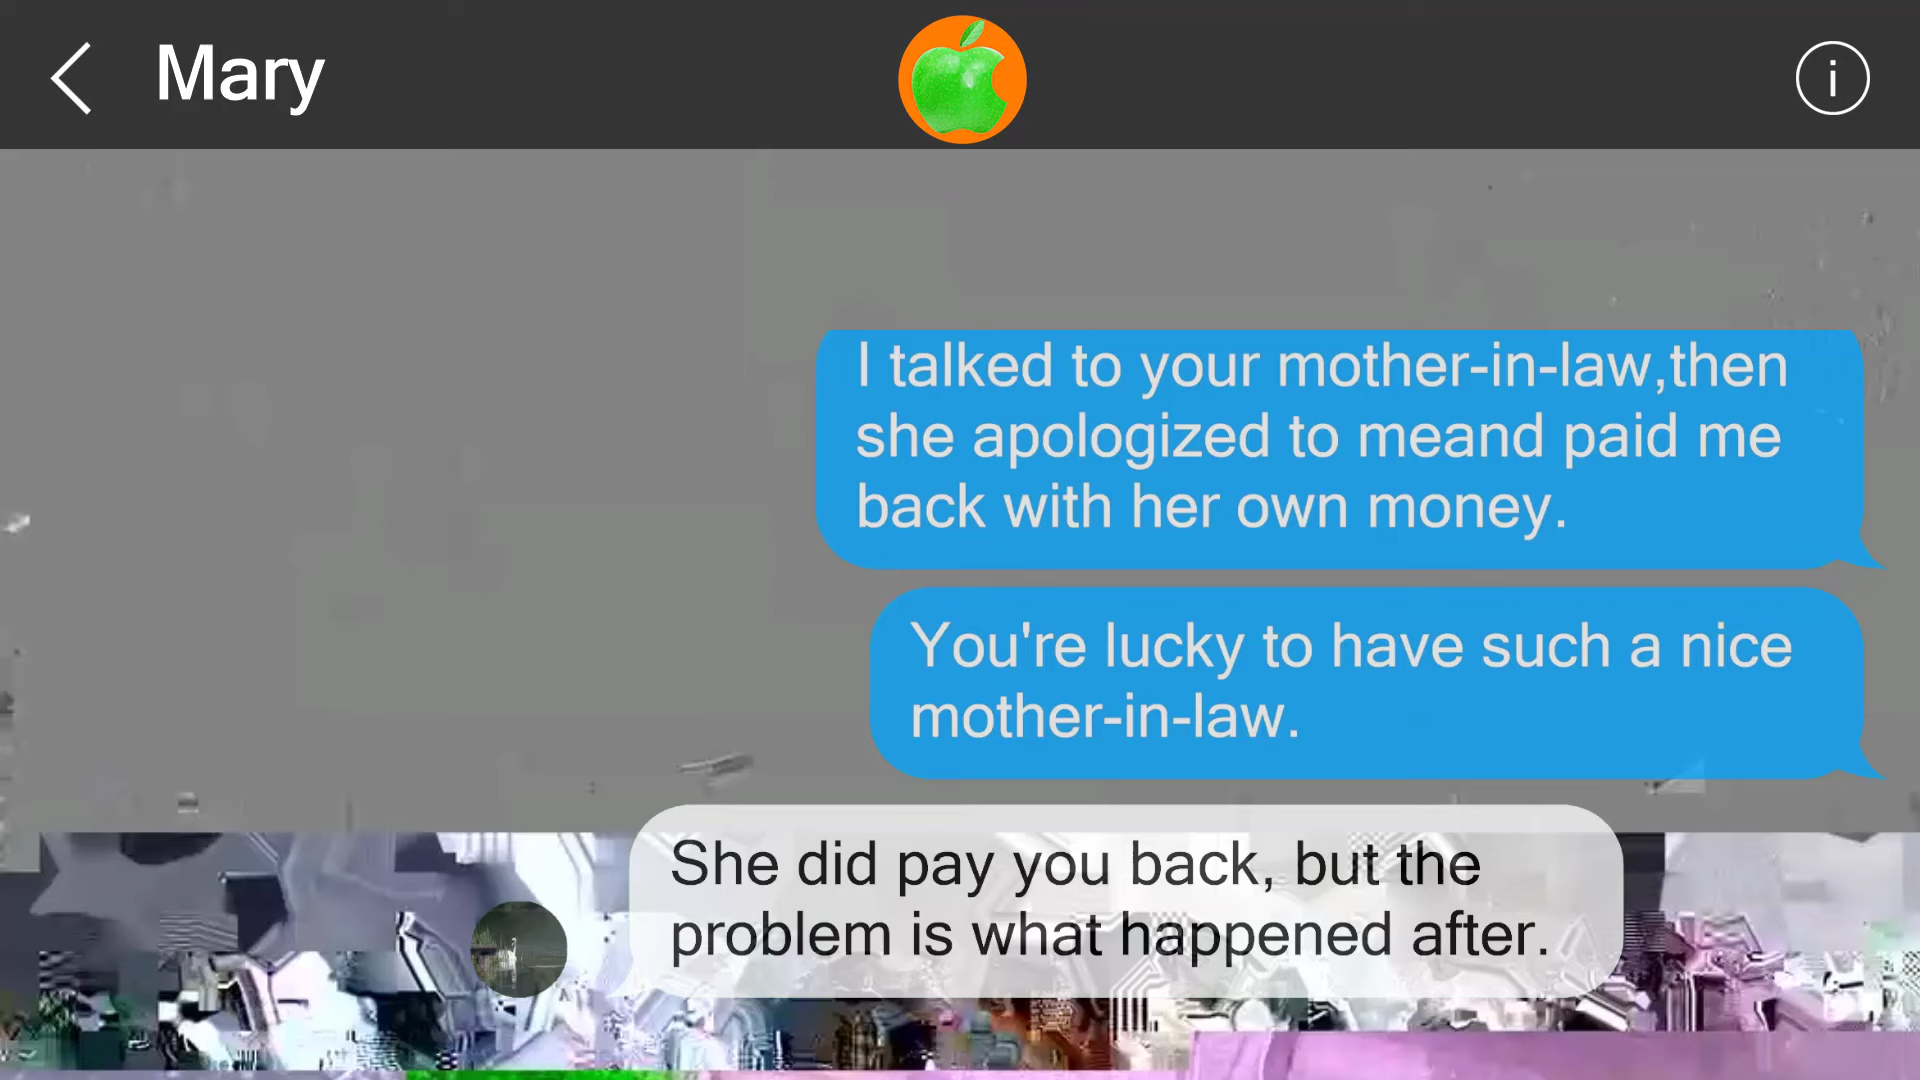 Mary
i
I talked to your mother-in-law,then
she apologized to meand paid me
back with her own money.
You're lucky to have such a nice
mother-in-law.
She did pay you back, but the
problem is what happened after.